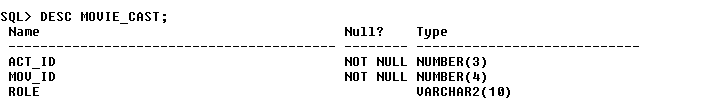 SQL> DESC MOVIE_CAST;
Name Null? Type
----------------------------------------- -------- ----------------------------
ACT_ID NOT NULL NUMBER(3)
MOV_ID NOT NULL NUMBER(4)
ROLE VARCHAR2(10)